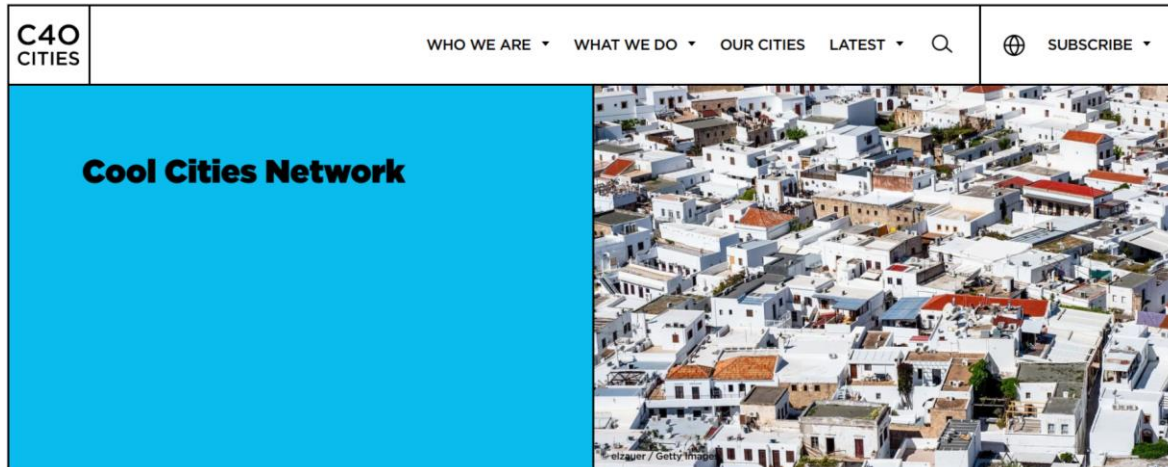 C40
CITIES
WHO WE ARE
WHAT WE DO
OUR CITIES
LATEST
SUBSCRIBE
Cool Cities Network
elzauer / Getty Images